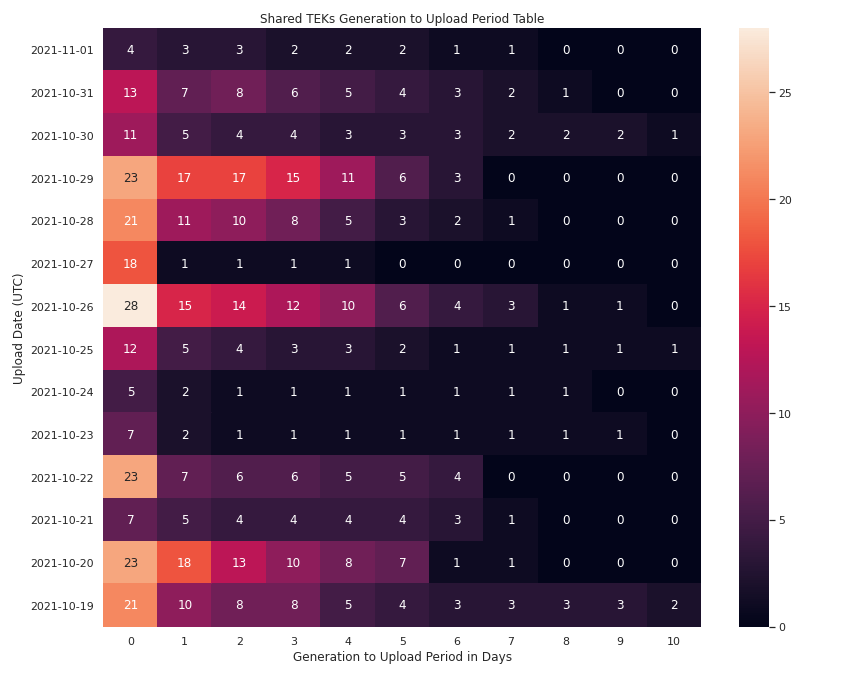 Shared TEKs Generation to Upload Period Table
Upload Date (UTC)
2021-11-01 4 3 3 2 2 2 1 1 0 0 0
2021-10-31 13 7 8 6 5 4 3 2 1 0 0
2021-10-30 11 5 4 4 3 3 3 2 2 2 1
2021-10-29 23 17 17 15 11 6 3 0 0 0 0
2021-10-28 21 11 10 8 5 3 2 1 0 0 0
2021-10-27 18 1 1 1 1 0 0 0 0 0 0
2021-10-26 28 15 14 12 10 6 4 3 1 1 0
2021-10-25 12 5 4 3 3 2 1 1 1 1 1
2021-10-24 5 2 1 1 1 1 1 1 1 0 0
2021-10-23 7 2 1 1 1 1 1 1 1 1 0
2021-10-22 23 7 6 6 5 5 4 0 0 0 0
2021-10-21 7 5 4 4 4 4 3 1 0 0 0
2021-10-20 23 18 13 10 8 7 1 1 0 0 0
2021-10-19 21 10 8 8 5 4 3 3 3 3 2
0 1 2 3 4 5 6 7 8 9 10
Generation to Upload Period in Days
25
20
15
10
5
0